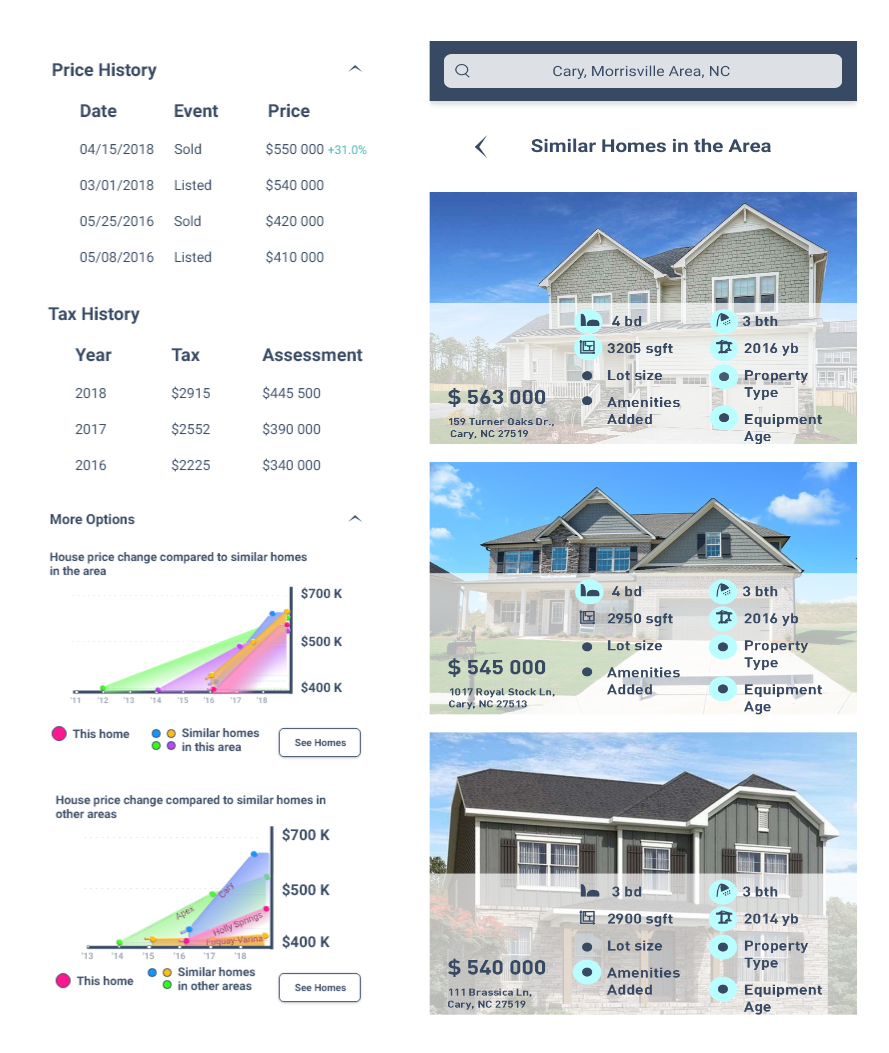 Price History
Date Event Price
04/15/2018 Sold $550 000 +31.0%
03/01/2018 Listed $540 000
05/25/2016 Sold $420 000
05/08/2016 Listed $410 000
Tax History
Year Tax Assessment
2018 $2915 $445 500
2017 $2552 $390 000
2016 $2225 $340 000
More Options
House price change compared to similar homes
in the area
$700 K
$500 K
$400 K
'11 '12 '13 '14 '15 '16 '17 '18
This home
Similar homes
in this area
See Homes
House price change compared to similar homes in
other areas
$700 K
$500 K
$400 K
Apex
Cary
Holly Springs
Fuquay-Varina
'13 '14 '15 '16 '17 '18
This home
Similar homes
in other areas
See Homes
Cary, Morrisville Area, NC
Similar Homes in the Area
4 bd 3 bth
3205 sgft 2016 yb
Lot size Property
Type
Amenities
Added
Equipment
Age
$ 563 000
159 Turner Oaks Dr.,
Cary, NC 27519
4 bd 3 bth
2950 sgft 2016 yb
Lot size Property
Type
Amenities
Added
Equipment
Age
$ 545 000
1017 Royal Stock Ln,
Cary, NC 27513
3 bd 3 bth
2900 sgft 2014 yb
Lot size Property
Type
Amenities
Added
Equipment
Age
$ 540 000
111 Brassica Ln,
Cary, NC 27519